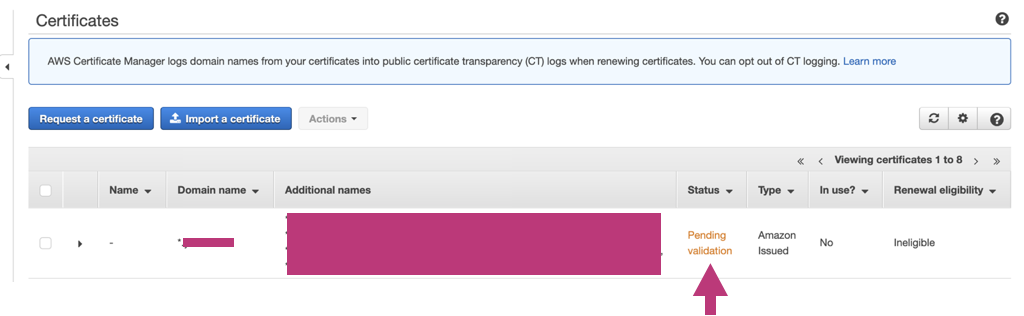 Certificates
AWS Certificate Manager logs domain names from your certificates into public certificate transparency (CT) logs when renewing certificates. You can opt out of CT logging. Learn more
Request a certificate Import a certificate Actions
« ‹ Viewing certificates 1 to 8 › »
Name Domain name Additional names Status Type In use? Renewal eligibility
- *. Pending validation Amazon Issued No Ineligible